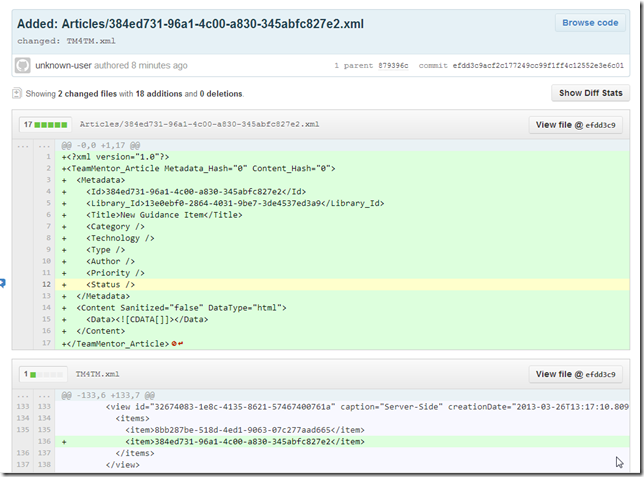 Added: Articles/384ed731-96a1-4c00-a830-345abfc827e2.xml
Browse code
changed: TM4TM.xml
unknown-user authored 8 minutes ago
1 parent 879396c commit efdd3c9acf2c177249cc99f1ff4c12552e3e6c01
Showing 2 changed files with 18 additions and 0 deletions.
Show Diff Stats
17 Articles/384ed731-96a1-4c00-a830-345abfc827e2.xml
View file @ efdd3c9
... ... @@ -0,0 +1,17 @@
1 +<?xml version="1.0"?>
2 +<TeamMentor_Article Metadata_Hash="0" Content_Hash="0">
3 + <Metadata>
4 + <Id>384ed731-96a1-4c00-a830-345abfc827e2</Id>
5 + <Library_Id>13e0ebf0-2864-4031-9be7-3de4537ed3a9</Library_Id>
6 + <Title>New Guidance Item</Title>
7 + <Category />
8 + <Technology />
9 + <Type />
10 + <Author />
11 + <Priority />
12 + <Status />
13 + </Metadata>
14 + <Content Sanitized="false" DataType="html">
15 + <Data><![CDATA[]]></Data>
16 + </Content>
17 +</TeamMentor_Article>
1 TM4TM.xml
View file @ efdd3c9
... ... @@ -133,6 +133,7 @@
133 133 <view id="32674083-1e8c-4135-8621-57467400761a" caption="Server-Side" creationDate="2013-03-26T13:17:10.809
134 134 <items>
135 135 <item>8bb287be-518d-4ed1-9063-07c277aad665</item>
136 + <item>384ed731-96a1-4c00-a830-345abfc827e2</item>
136 137 </items>
137 138 </view>